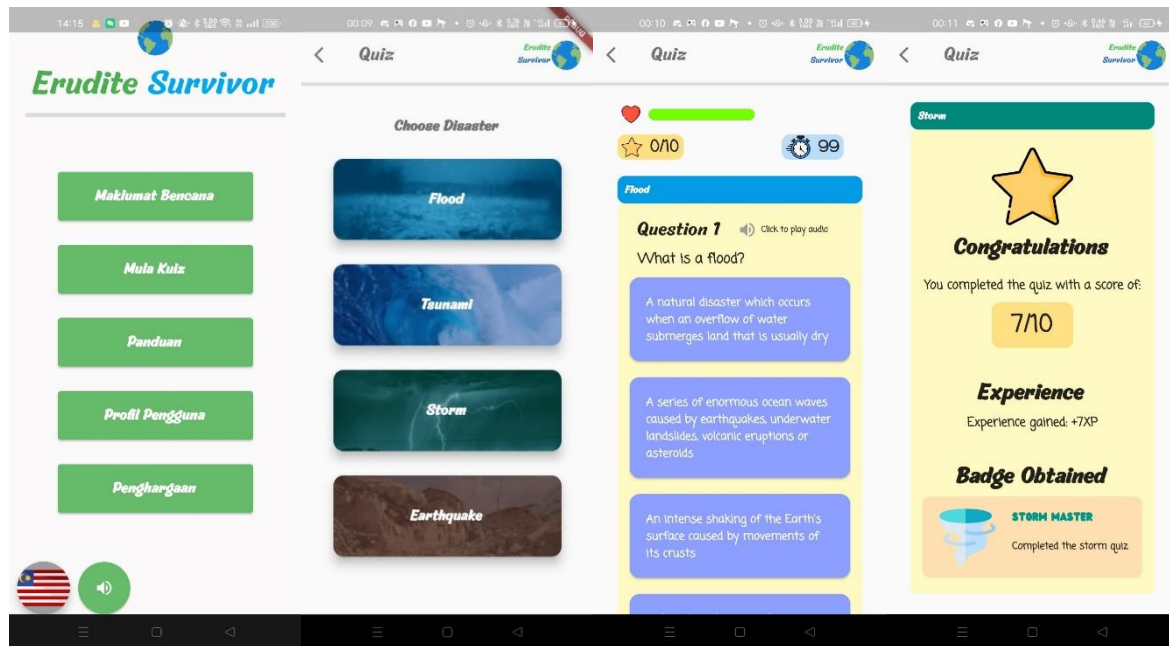 14:15
Erudite Survivor
Maklumat Bencana
Mula Kuiz
Panduan
Profil Pengguna
Penghargaan
00:09
Quiz
Erudite
Survivor
Choose Disaster
Flood
Tsunami
Storm
Earthquake
00:10
Quiz
Erudite
Survivor
0/10
99
Flood
Question 1
Click to play audio
What is a flood?
A natural disaster which occurs
when an overflow of water
submerges land that is usually dry
A series of enormous ocean waves
caused by earthquakes, underwater
landslides, volcanic eruptions or
asteroids
An intense shaking of the Earth's
surface caused by movements of
its crusts
00:11
Quiz
Erudite
Survivor
Storm
Congratulations
You completed the quiz with a score of:
7/10
Experience
Experience gained: +7XP
Badge Obtained
STORM MASTER
Completed the storm quiz